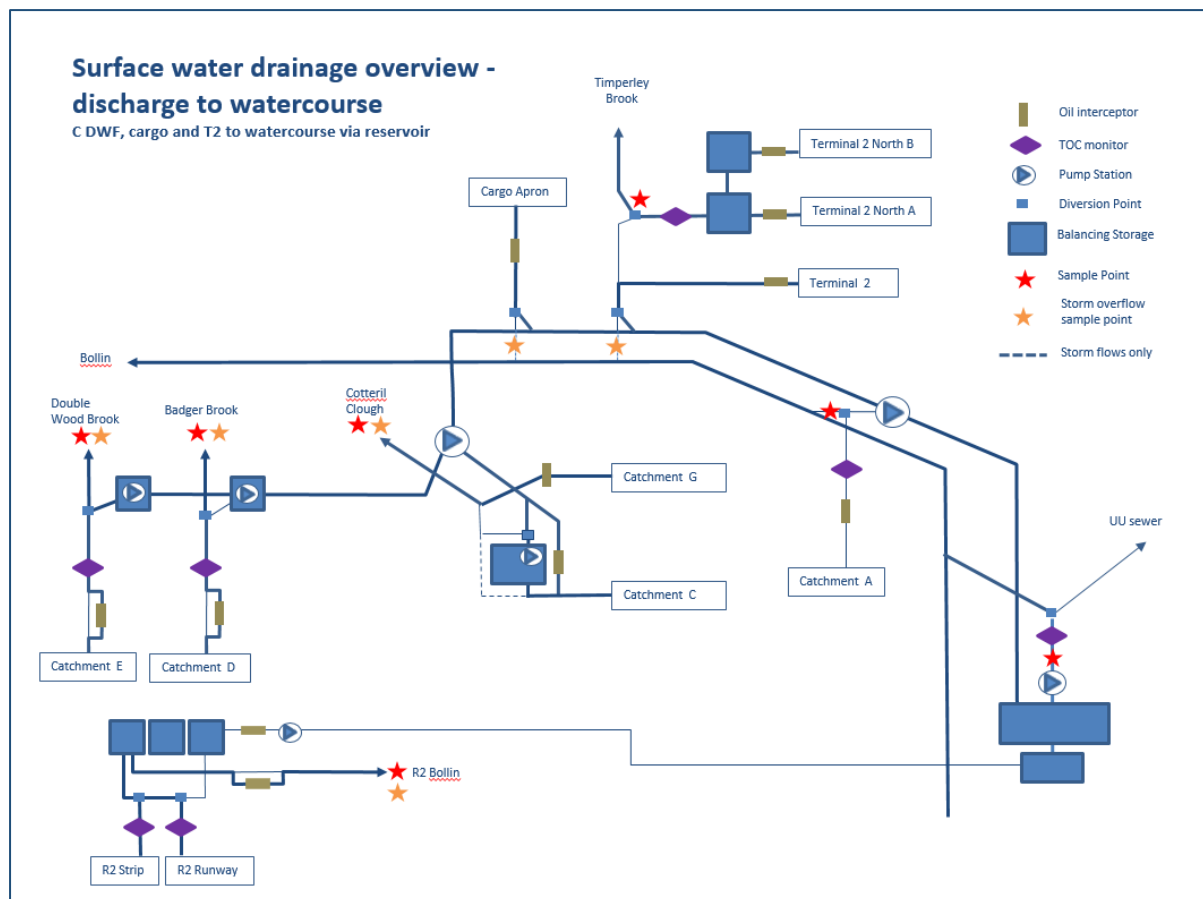 Surface water drainage overview -
discharge to watercourse
C DWF, cargo and T2 to watercourse via reservoir
Timperley
Brook
Oil interceptor
TOC monitor
Pump Station
Diversion Point
Balancing Storage
Sample Point
Storm overflow
sample point
Storm flows only
Terminal 2 North B
Terminal 2 North A
Terminal 2
Cargo Apron
Bollin
Double
Wood Brook
Badger Brook
Cotteril
Clough
Catchment G
Catchment C
Catchment A
UU sewer
Catchment E
Catchment D
R2 Bollin
R2 Strip
R2 Runway